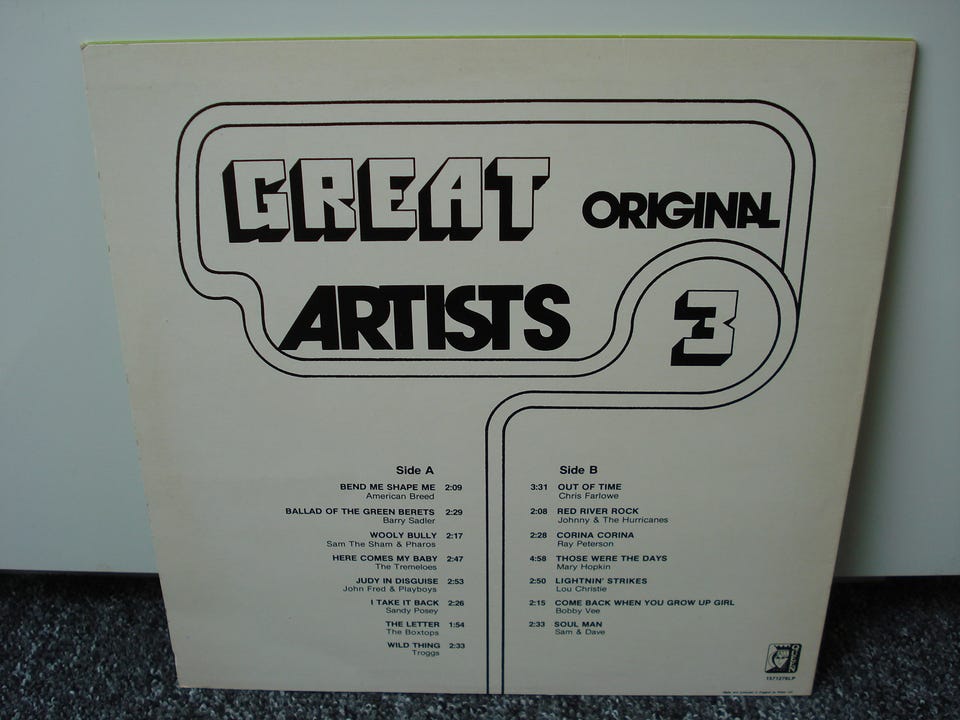 GREAT ORIGINAL
ARTISTS 3
Side A
BEND ME SHAPE ME 2:09
American Breed
BALLAD OF THE GREEN BERETS 2:29
Barry Sadler
WOOLY BULLY 2:17
Sam The Sham & Pharos
HERE COMES MY BABY 2:47
The Tremeloes
JUDY IN DISGUISE 2:53
John Fred & Playboys
I TAKE IT BACK 2:26
Sandy Posey
THE LETTER 1:54
The Boxtops
WILD THING 2:33
Troggs
Side B
3:31 OUT OF TIME
Chris Farlowe
2:08 RED RIVER ROCK
Johnny & The Hurricanes
2:28 CORINA CORINA
Ray Peterson
4:58 THOSE WERE THE DAYS
Mary Hopkin
2:50 LIGHTNIN' STRIKES
Lou Christie
2:15 COME BACK WHEN YOU GROW UP GIRL
Bobby Vee
2:33 SOUL MAN
Sam & Dave
1571276LP